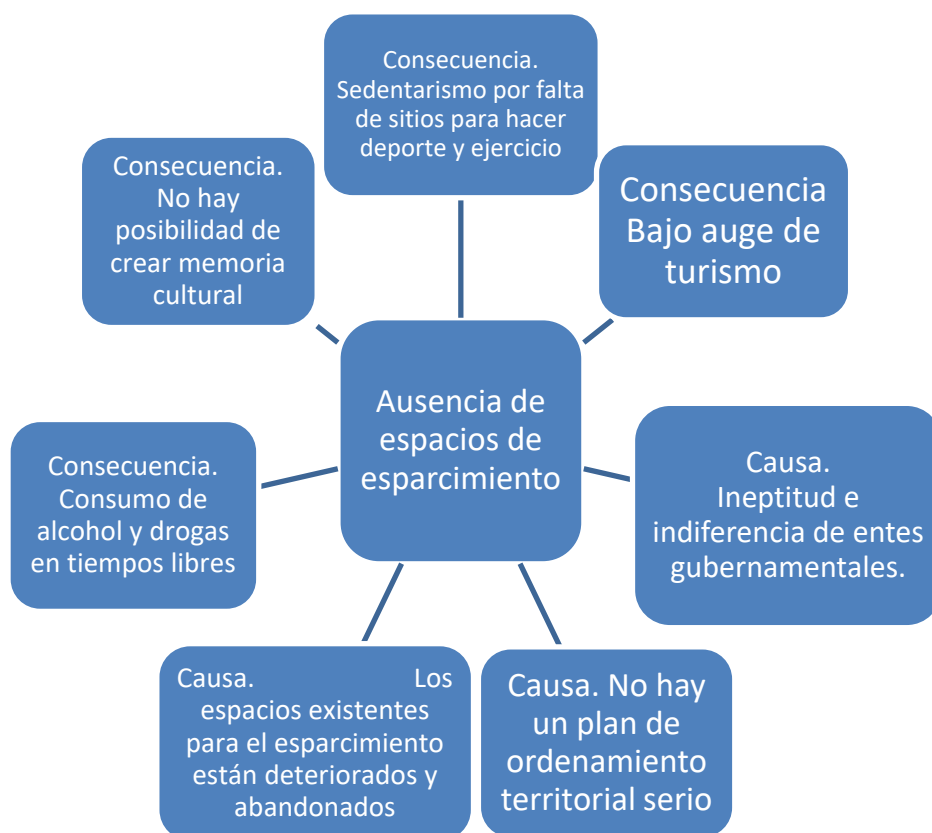 Consecuencia.
Sedentarismo por falta
de sitios para hacer
deporte y ejercicio
Consecuencia
Bajo auge de
turismo
Consecuencia.
No hay
posibilidad de
crear memoria
cultural
Ausencia de
espacios de
esparcimiento
Causa.
Ineptitud e
indiferencia de entes
gubernamentales.
Consecuencia.
Consumo de
alcohol y drogas
en tiempos libres
Causa. Los
espacios existentes
para el esparcimiento
están deteriorados y
abandonados
Causa. No hay
un plan de
ordenamiento
territorial serio